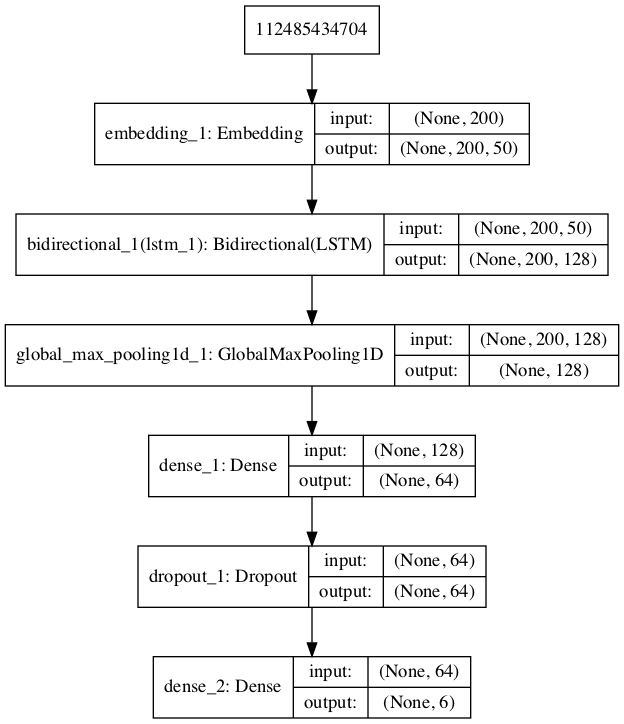 112485434704
embedding_1: Embedding
input:
(None, 200)
output:
(None, 200, 50)
bidirectional_1(lstm_1): Bidirectional(LSTM)
input:
(None, 200, 50)
output:
(None, 200, 128)
global_max_pooling1d_1: GlobalMaxPooling1D
input:
(None, 200, 128)
output:
(None, 128)
dense_1: Dense
input:
(None, 128)
output:
(None, 64)
dropout_1: Dropout
input:
(None, 64)
output:
(None, 64)
dense_2: Dense
input:
(None, 64)
output:
(None, 6)